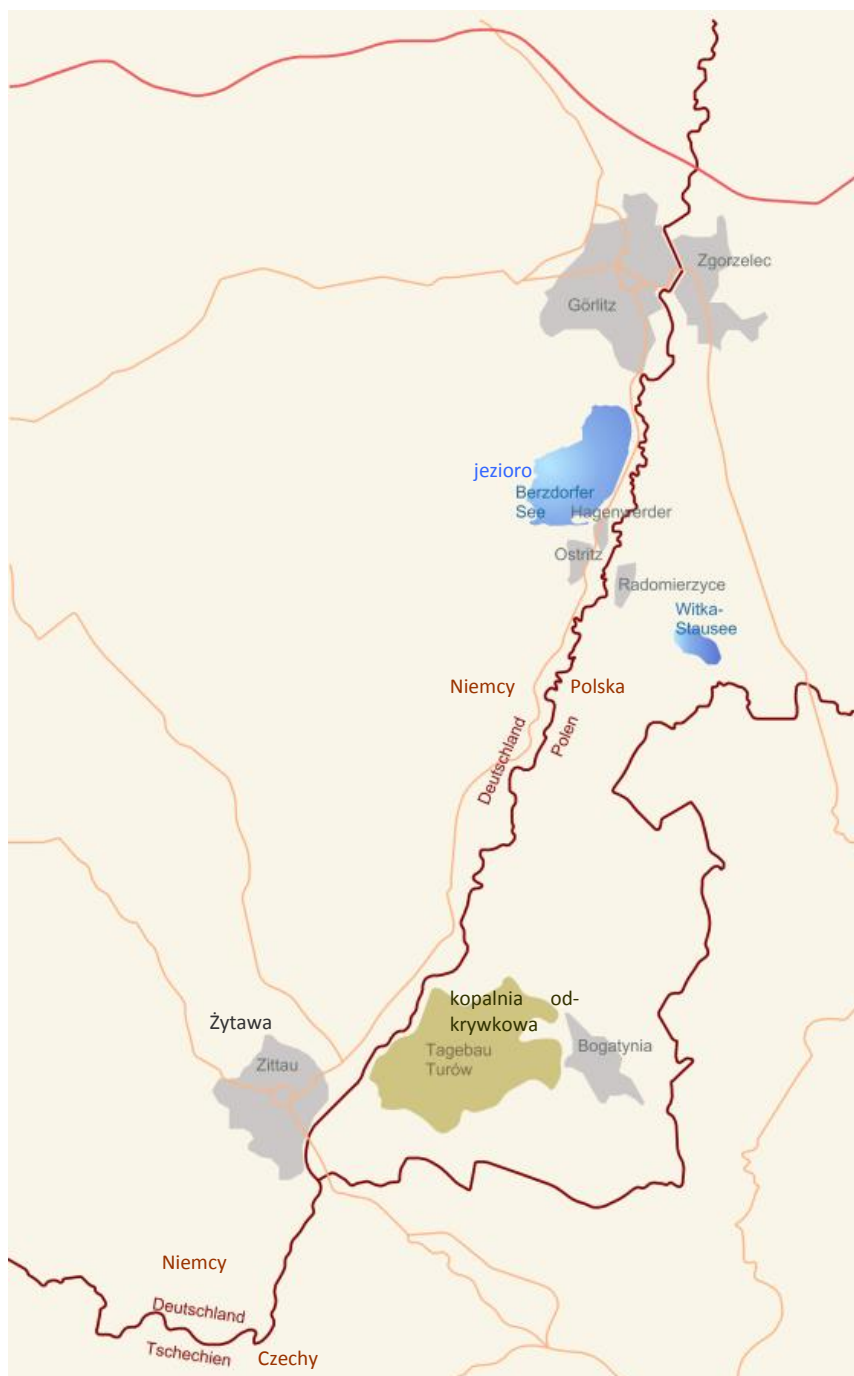 Zgorzelec
Görlitz
jezioro
Berzdorfer
See
Hagenwerder
Ostritz
Radomierzyce
Witka-
Stausee
Niemcy
Polska
Deutschland
Polen
kopalnia od-
krywkowa
Żytawa
Tagebau
Turów
Bogatynia
Zittau
Niemcy
Deutschland
Tschechien
Czechy